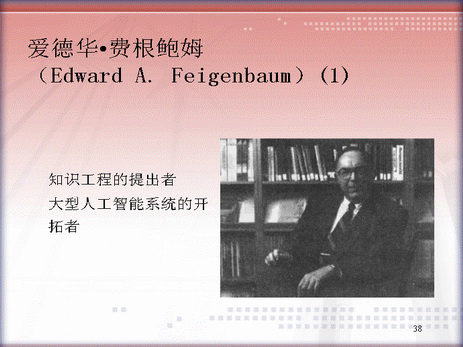 爱德华•费根鲍姆
（Edward A. Feigenbaum）(1)
知识工程的提出者
大型人工智能系统的开
拓者
38